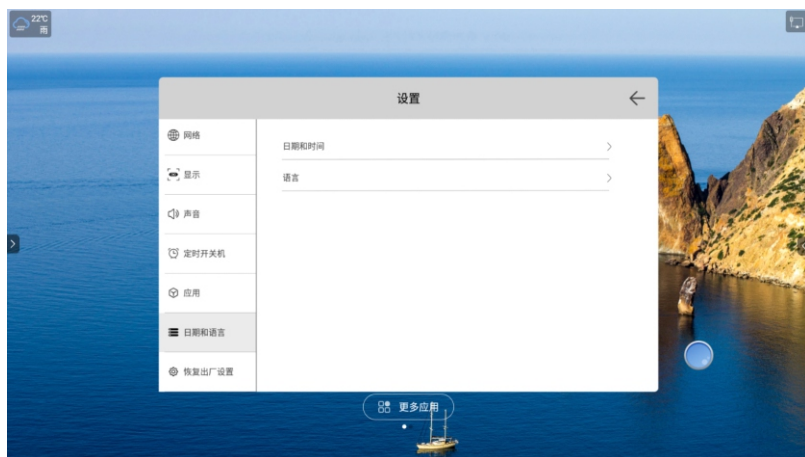 22℃
雨
设置
网络
显示
声音
定时开关机
应用
日期和语言
恢复出厂设置
日期和时间
语言
更多应用